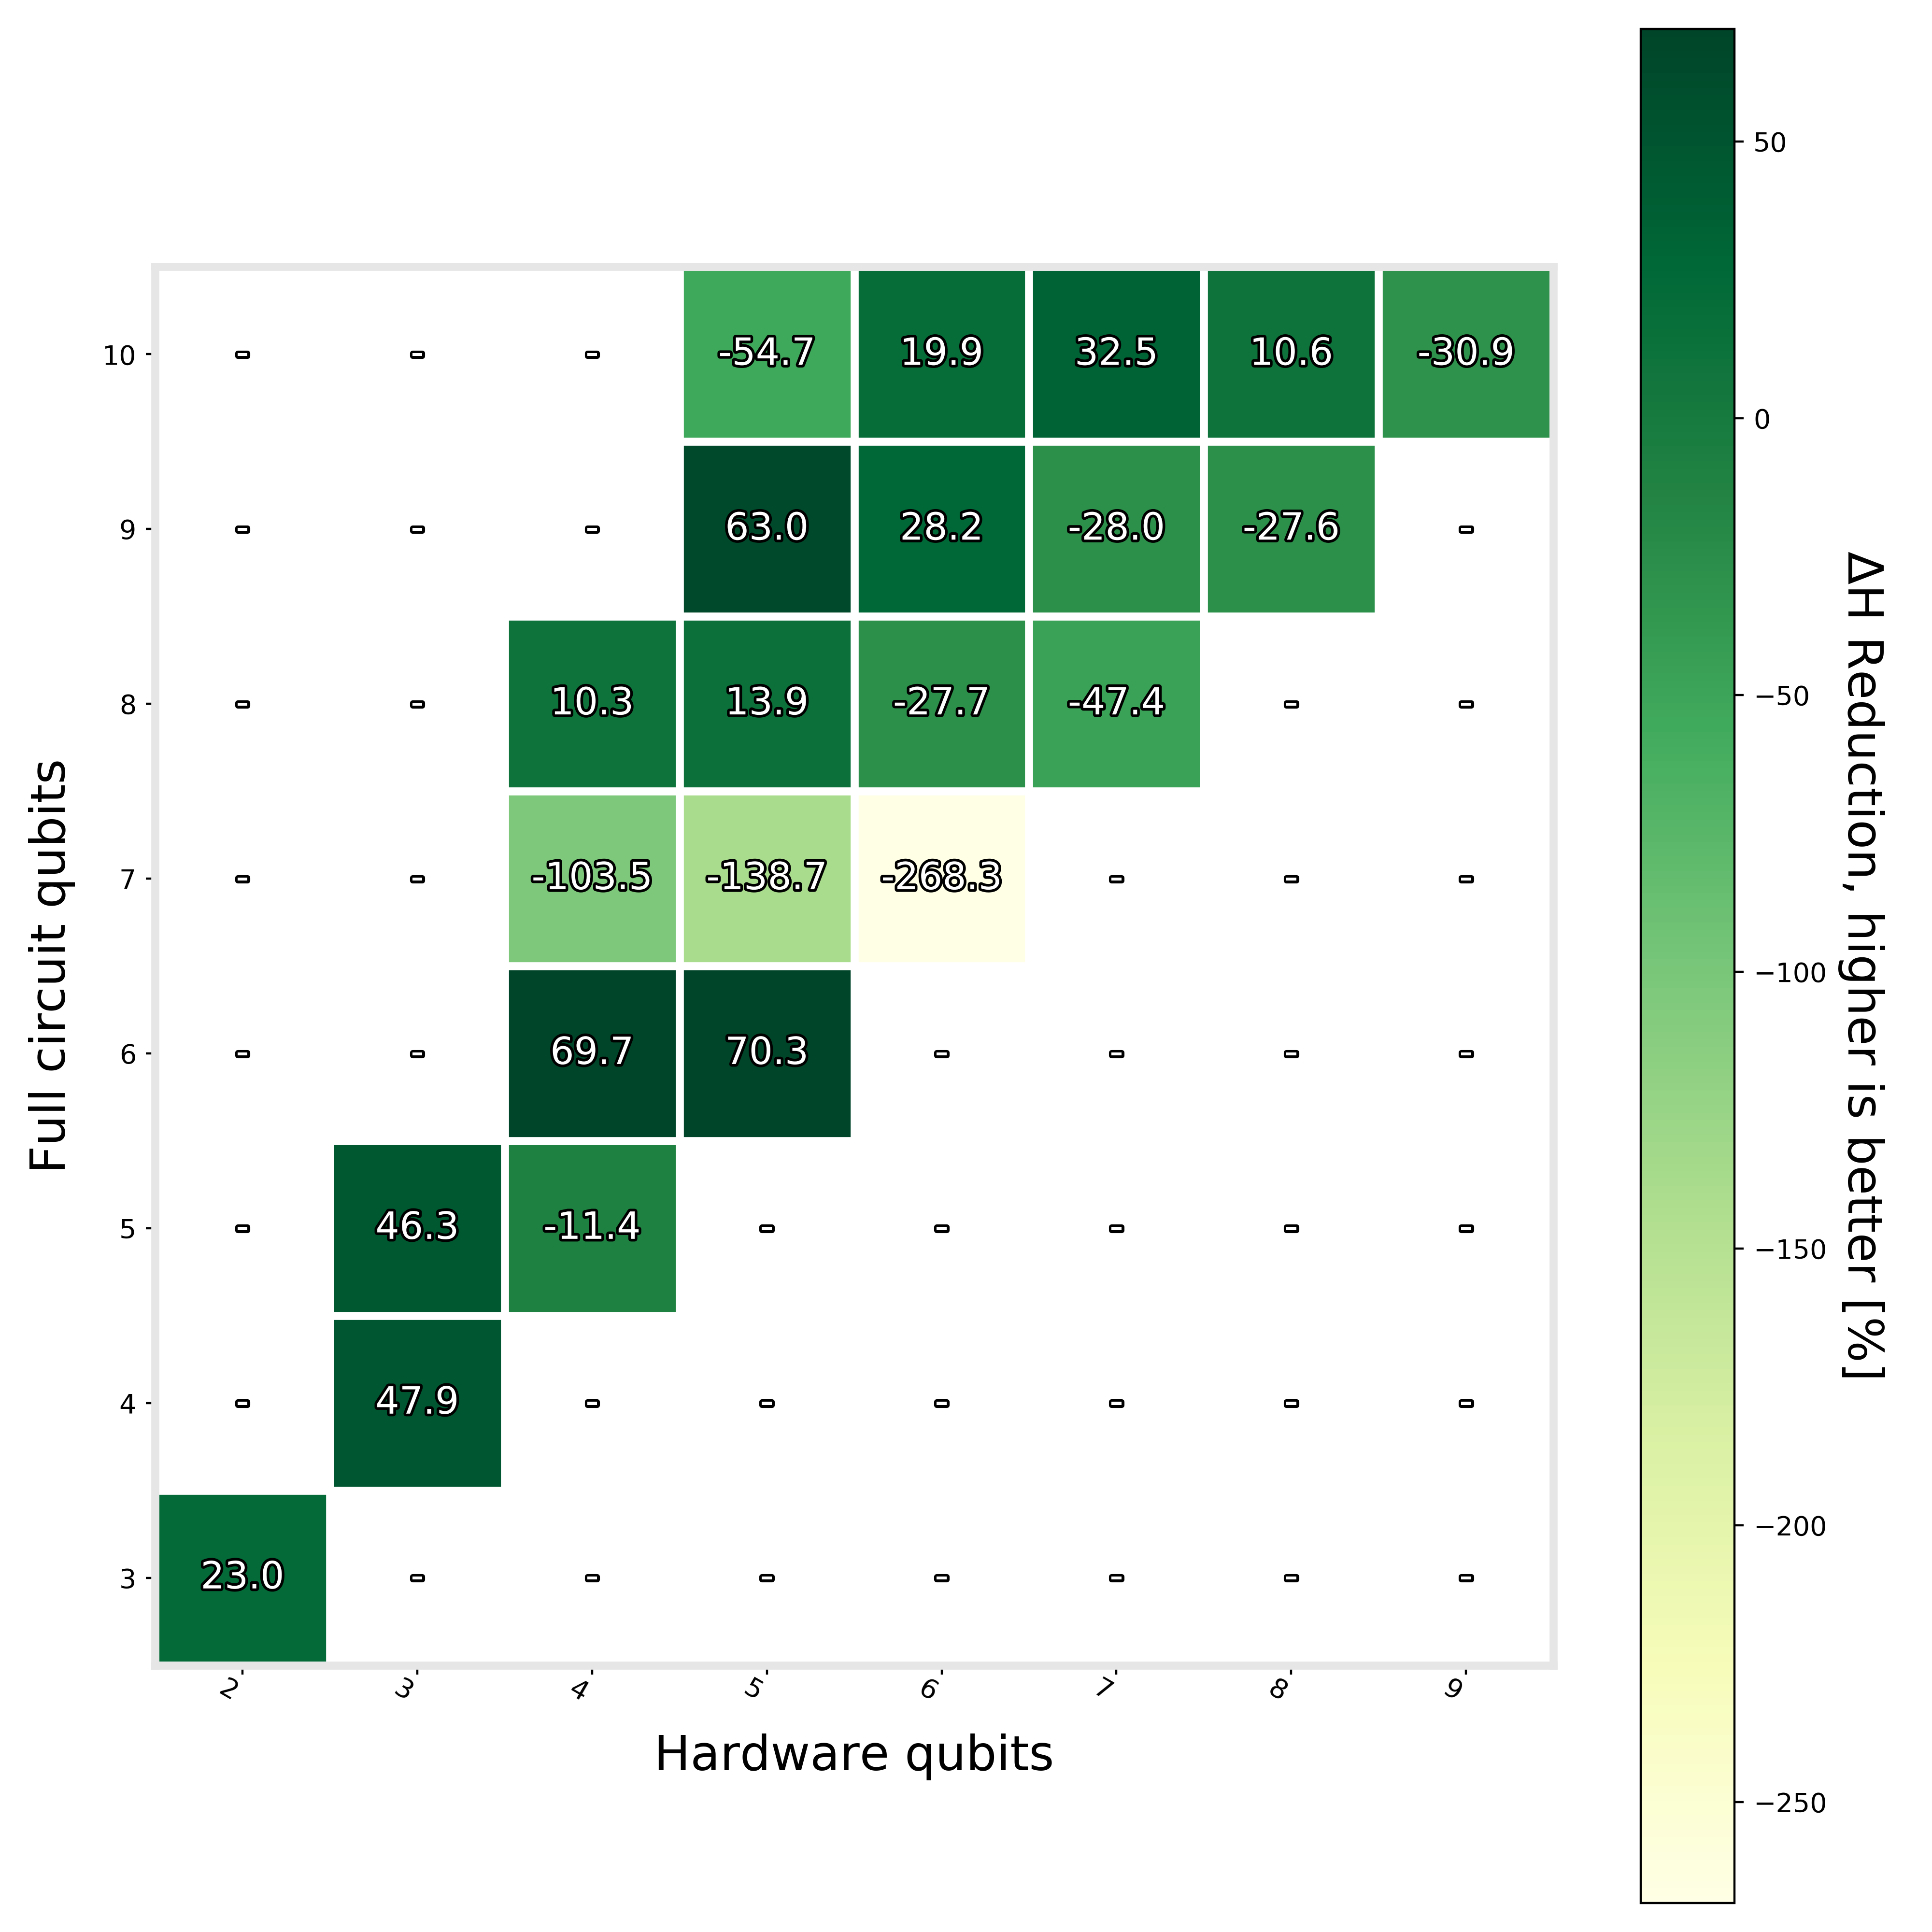 10 - - - -54.7 19.9 32.5 10.6 -30.9
9 - - - 63.0 28.2 -28.0 -27.6 -
8 - - 10.3 13.9 -27.7 -47.4 - -
7 - - -103.5 -138.7 -268.3 - - -
6 - - 69.7 70.3 - - - -
5 - 46.3 -11.4 - - - - -
4 - 47.9 - - - - - -
3 23.0 - - - - - - -
2 3 4 5 6 7 8 9
Hardware qubits
Full circuit qubits
50
0
−50
−100
−150
−200
−250
ΔH Reduction, higher is better [%]